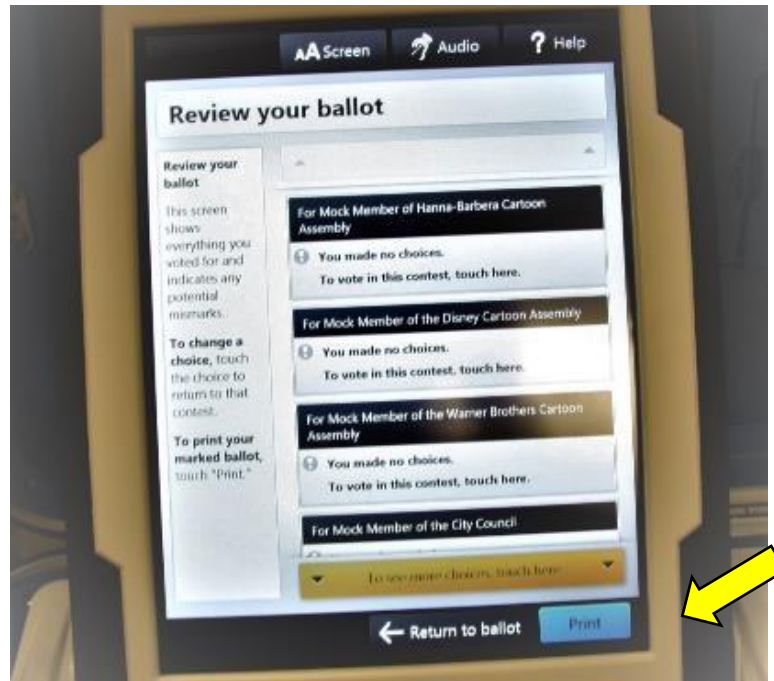 AA Screen
Audio
? Help
Review your ballot
Review your
ballot
This screen
shows
everything you
voted for and
indicates any
potential
mismarks.
To change a
choice, touch
the choice to
return to that
contest.
To print your
marked ballot,
touch "Print."
For Mock Member of Hanna-Barbera Cartoon
Assembly
You made no choices.
To vote in this contest, touch here.
For Mock Member of the Disney Cartoon Assembly
You made no choices.
To vote in this contest, touch here.
For Mock Member of the Warner Brothers Cartoon
Assembly
You made no choices.
To vote in this contest, touch here.
For Mock Member of the City Council
To see more choices, touch here
Return to ballot
Print